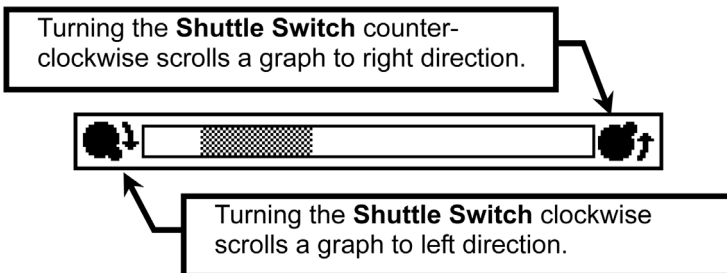 Turning the Shuttle Switch counter-
clockwise scrolls a graph to right direction.
Turning the Shuttle Switch clockwise
scrolls a graph to left direction.